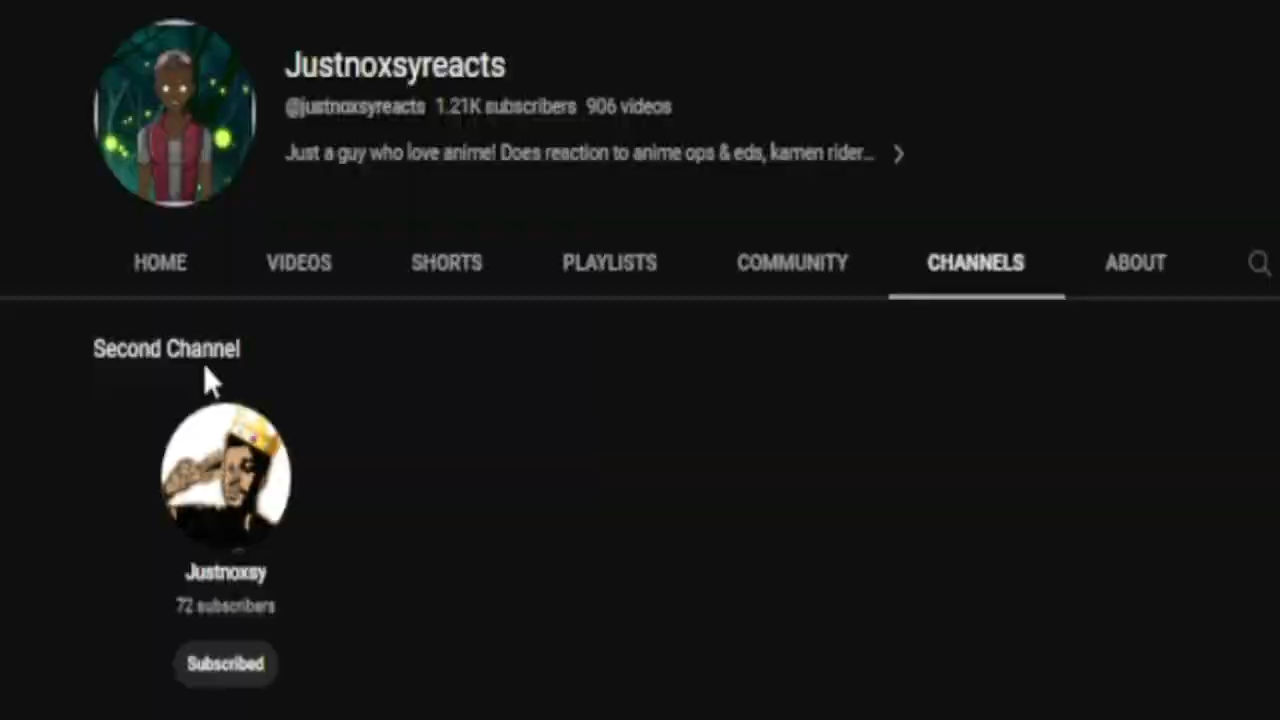 Justnoxsyreacts
@justnoxsyreacts 1.21K subscribers 906 videos
Just a guy who love anime! Does reaction to anime ops & eds, kamen rider...
HOME VIDEOS SHORTS PLAYLISTS COMMUNITY CHANNELS ABOUT
Second Channel
Justnoxsy
72 subscribers
Subscribed